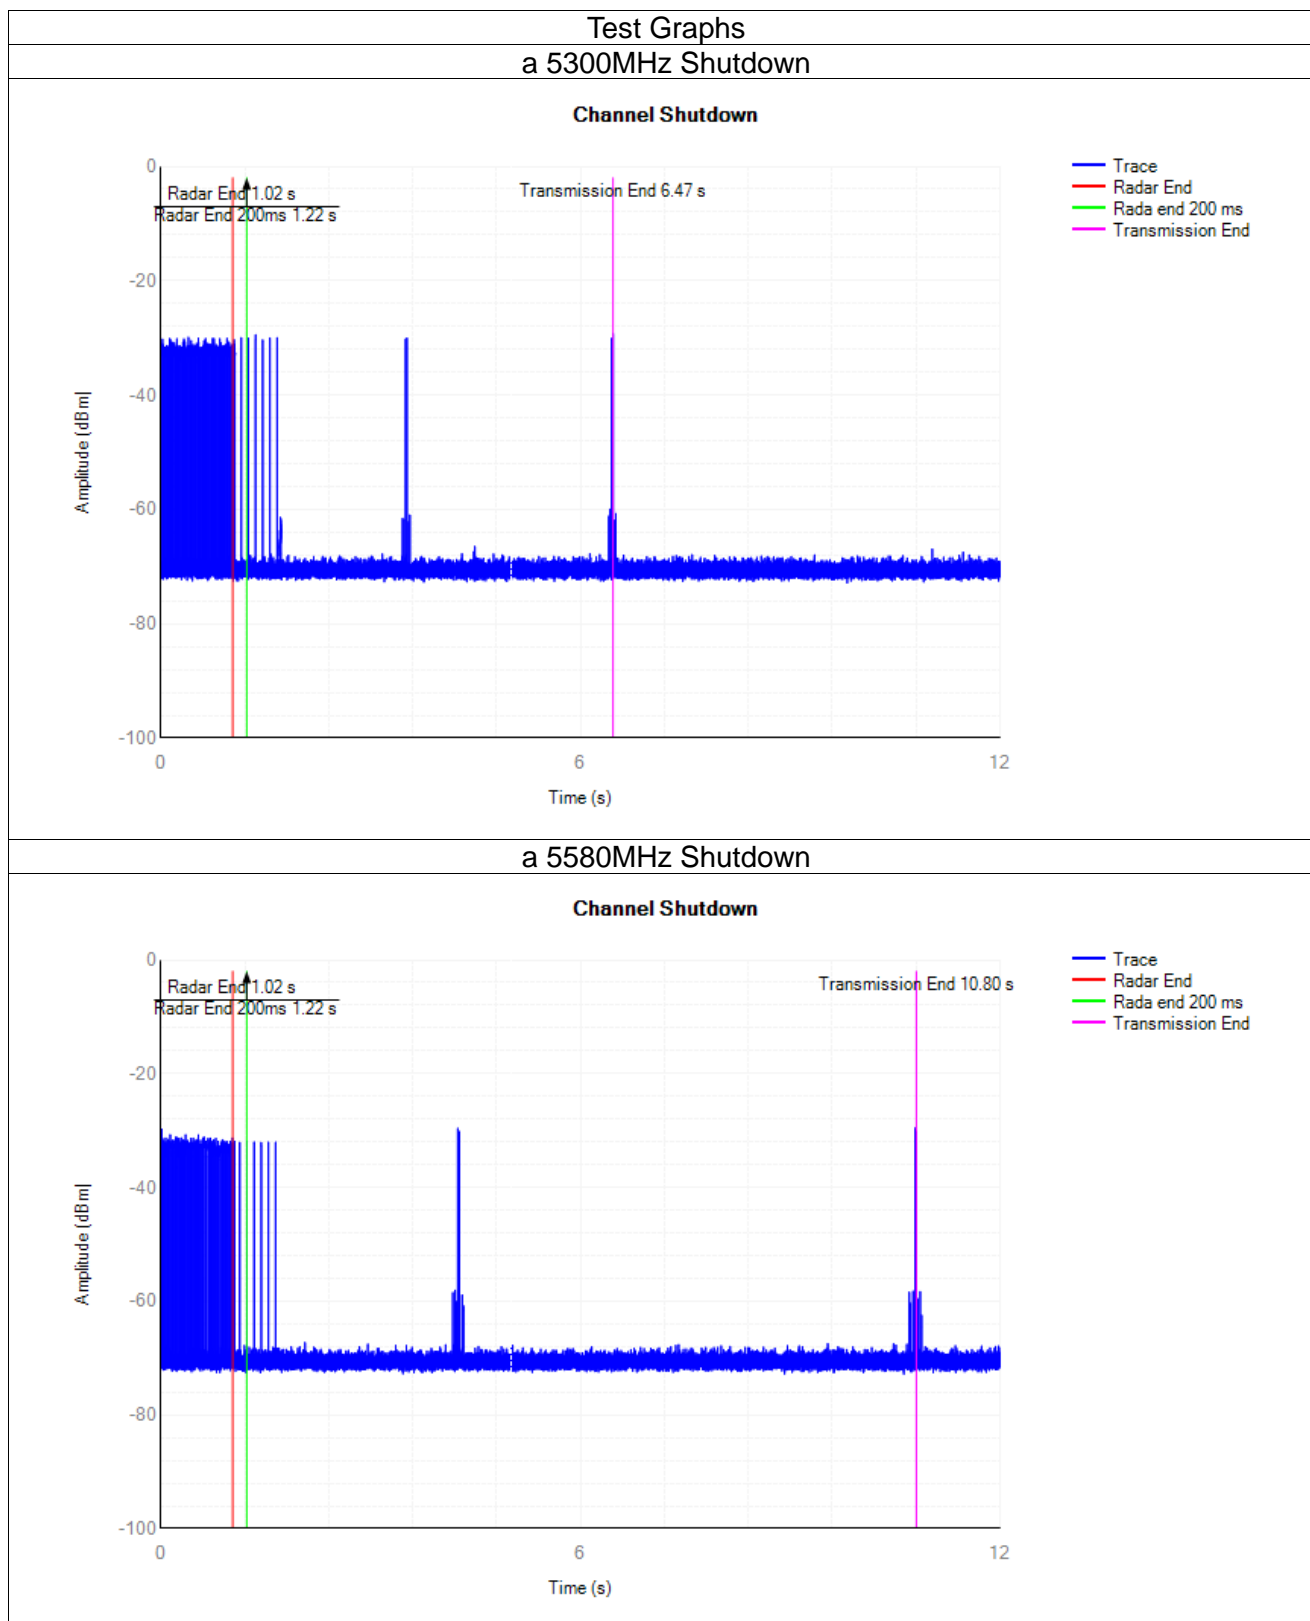 Test Graphs
a 5300MHz Shutdown
Channel Shutdown
0
Radar End 1.02 s
Radar End 200ms 1.22 s
Transmission End 6.47 s
Trace
Radar End
Rada end 200 ms
Transmission End
-20
-40
-60
-80
-100
Amplitude [dBm]
0
6
12
Time (s)
a 5580MHz Shutdown
Channel Shutdown
0
Radar End 1.02 s
Radar End 200ms 1.22 s
Transmission End 10.80 s
Trace
Radar End
Rada end 200 ms
Transmission End
-20
-40
-60
-80
-100
Amplitude [dBm]
0
6
12
Time (s)